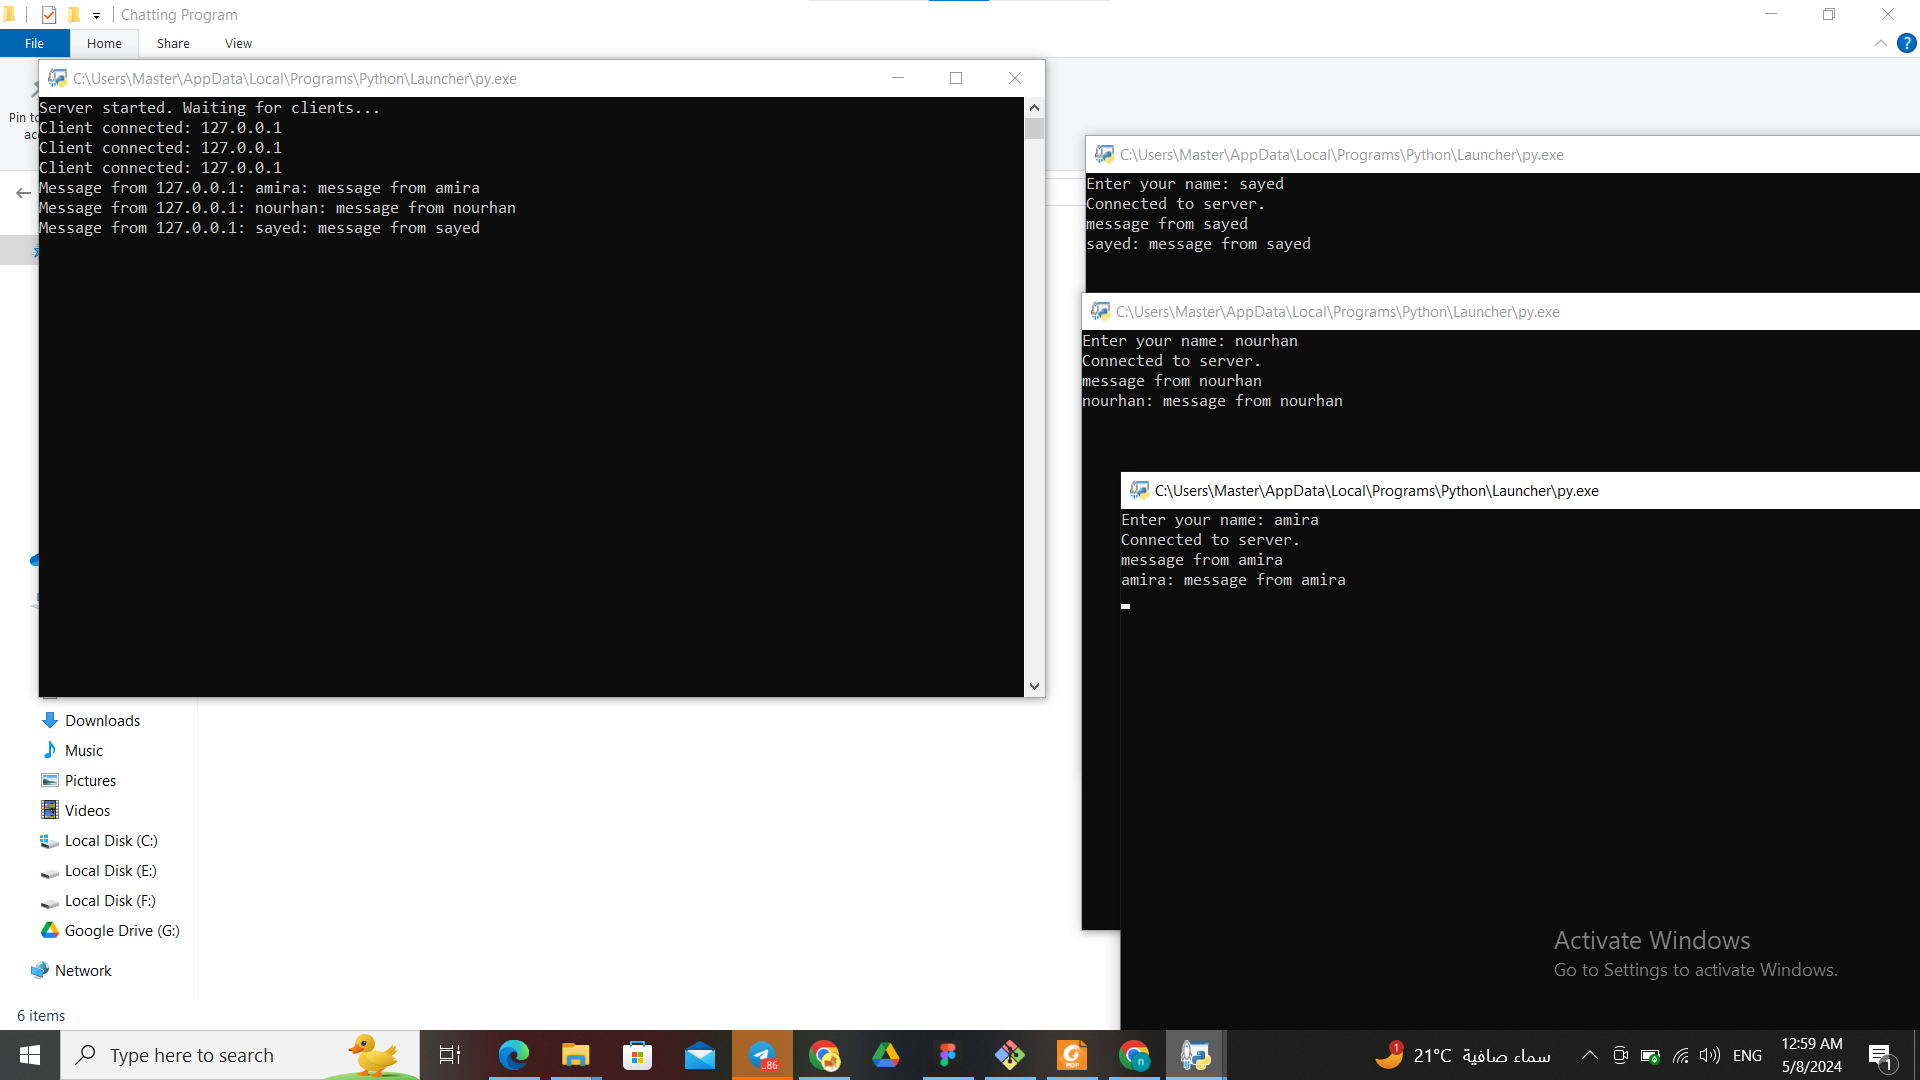 Chatting Program
File Home Share View
Pin to
ac
C:\Users\Master\AppData\Local\Programs\Python\Launcher\py.exe
Server started. Waiting for clients...
Client connected: 127.0.0.1
Client connected: 127.0.0.1
Client connected: 127.0.0.1
Message from 127.0.0.1: amira: message from amira
Message from 127.0.0.1: nourhan: message from nourhan
Message from 127.0.0.1: sayed: message from sayed
C:\Users\Master\AppData\Local\Programs\Python\Launcher\py.exe
Enter your name: sayed
Connected to server.
message from sayed
sayed: message from sayed
C:\Users\Master\AppData\Local\Programs\Python\Launcher\py.exe
Enter your name: nourhan
Connected to server.
message from nourhan
nourhan: message from nourhan
C:\Users\Master\AppData\Local\Programs\Python\Launcher\py.exe
Enter your name: amira
Connected to server.
message from amira
amira: message from amira
Downloads
Music
Pictures
Videos
Local Disk (C:)
Local Disk (E:)
Local Disk (F:)
Google Drive (G:)
Network
6 items
Activate Windows
Go to Settings to activate Windows.
Type here to search
..86
PDF
n
1
21°C سماء صافية
ENG
12:59 AM
5/8/2024
1